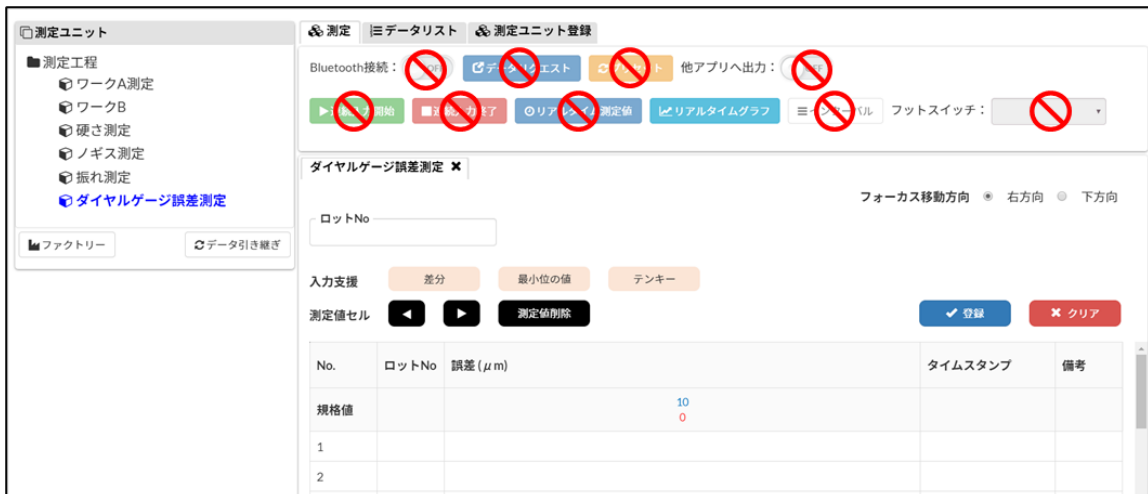 測定ユニット
測定工程
ワークA測定
ワークB
硬さ測定
ノギス測定
振れ測定
ダイヤルゲージ誤差測定
ファクトリー
データ引き継ぎ
測定 データリスト 測定ユニット登録
Bluetooth接続: 他アプリへ出力:
リアルタイムグラフ フットスイッチ:
ダイヤルゲージ誤差測定
フォーカス移動方向 右方向 下方向
ロットNo
入力支援 差分 最小位の値 テンキー
測定値セル 測定値削除 登録 クリア
No. ロットNo 誤差(μm) タイムスタンプ 備考
規格値 10
0
1
2